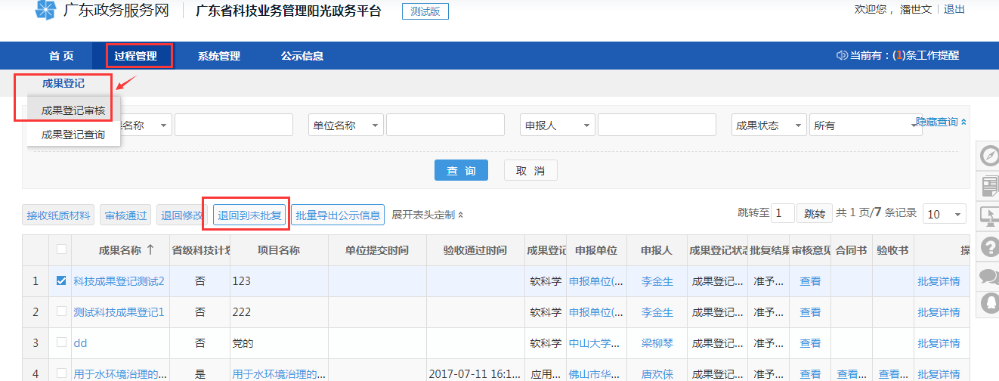 广东政务服务网 广东省科技业务管理阳光政务平台 测试版 欢迎您，潘世文 退出
首 页 过程管理 系统管理 公示信息 当前有：(1)条工作提醒
成果登记
成果登记审核
成果登记查询
果名称 单位名称 申报人 成果状态 所有 隐藏查询
查 询 取 消
接收纸质材料 审核通过 退回修改 退回到未批复 批量导出公示信息 展开表头定制 跳转至 1 跳转 共 1 页/7 条记录 10
成果名称 ↑ 省级科技计划 项目名称 单位提交时间 验收通过时间 成果登记 申报单位 申报人 成果登记状态 批复结果 审核意见 合同书 验收书 操
1 科技成果登记测试2 否 123 软科学 申报单位(... 李金生 成果登记... 准予... 查看 批复详情
2 测试科技成果登记1 否 222 软科学 申报单位(... 李金生 成果登记... 准予... 查看 批复详情
3 dd 否 党的 软科学 中山大学... 梁柳琴 成果登记... 准予... 查看 批复详情
4 用于水环境治理的... 是 用于水环境治理的... 2017-07-11 16:1... 应用... 佛山市华... 唐欢倈 成果登记... 准予... 查看 查看... 查看... 批复详情